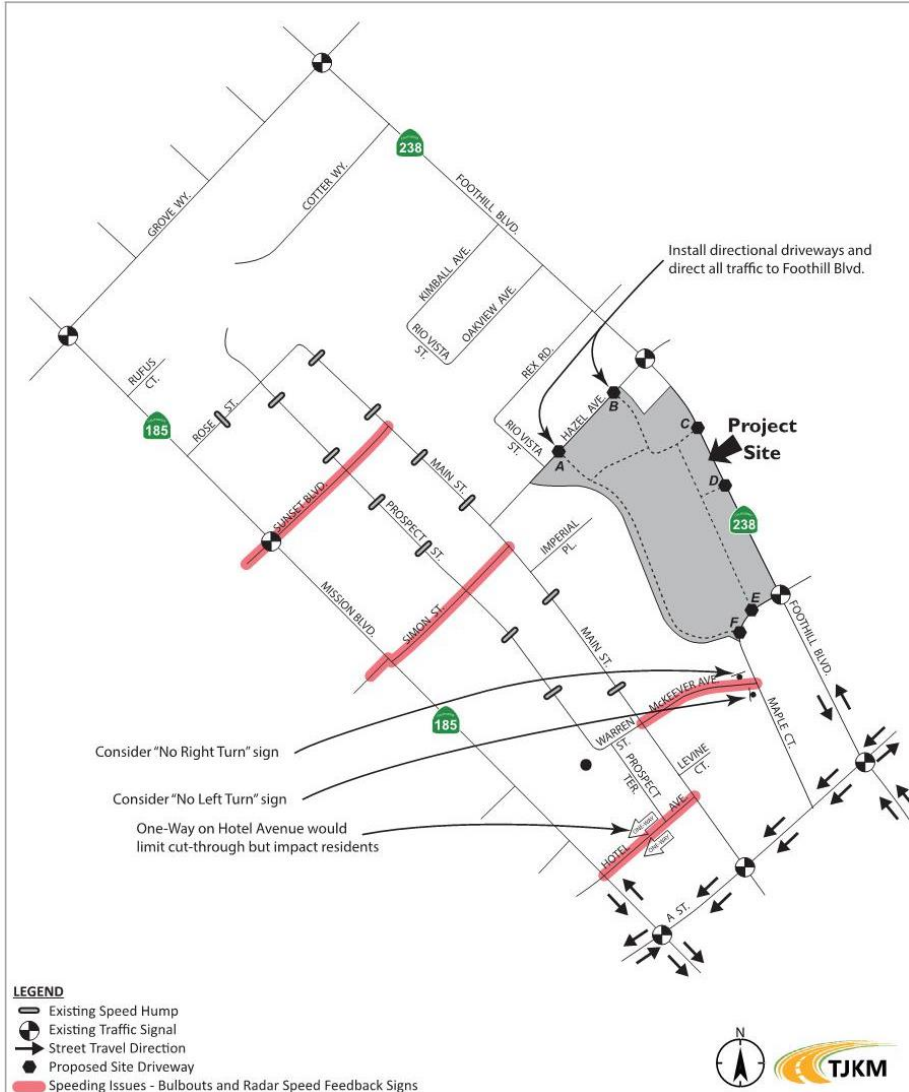 238
FOOTHILL BLVD.
GROVE WY.
COTTER WY.
KIMBALL AVE.
OAKVIEW AVE.
RIO VISTA
ST.
REX RD.
Install directional driveways and
direct all traffic to Foothill Blvd.
RUFUS
CT.
185
ROSE ST.
HAZEL AVE.
RIO VISTA
ST.
A
B
C
D
E
F
Project
Site
238
SUNSET BLVD.
MAIN ST.
PROSPECT ST.
IMPERIAL
PL.
MISSION BLVD.
SIMON ST.
MAIN ST.
FOOTHILL BLVD.
185
McKEEVER AVE.
MAPLE CT.
WARREN
ST.
PROSPECT
TER.
LEVINE
CT.
Consider "No Right Turn" sign
Consider "No Left Turn" sign
One-Way on Hotel Avenue would
limit cut-through but impact residents
ONE-WAY
ONE-WAY
HOTEL AVE
A ST.
LEGEND
Existing Speed Hump
Existing Traffic Signal
Street Travel Direction
Proposed Site Driveway
Speeding Issues - Bulbouts and Radar Speed Feedback Signs
N
TJKM